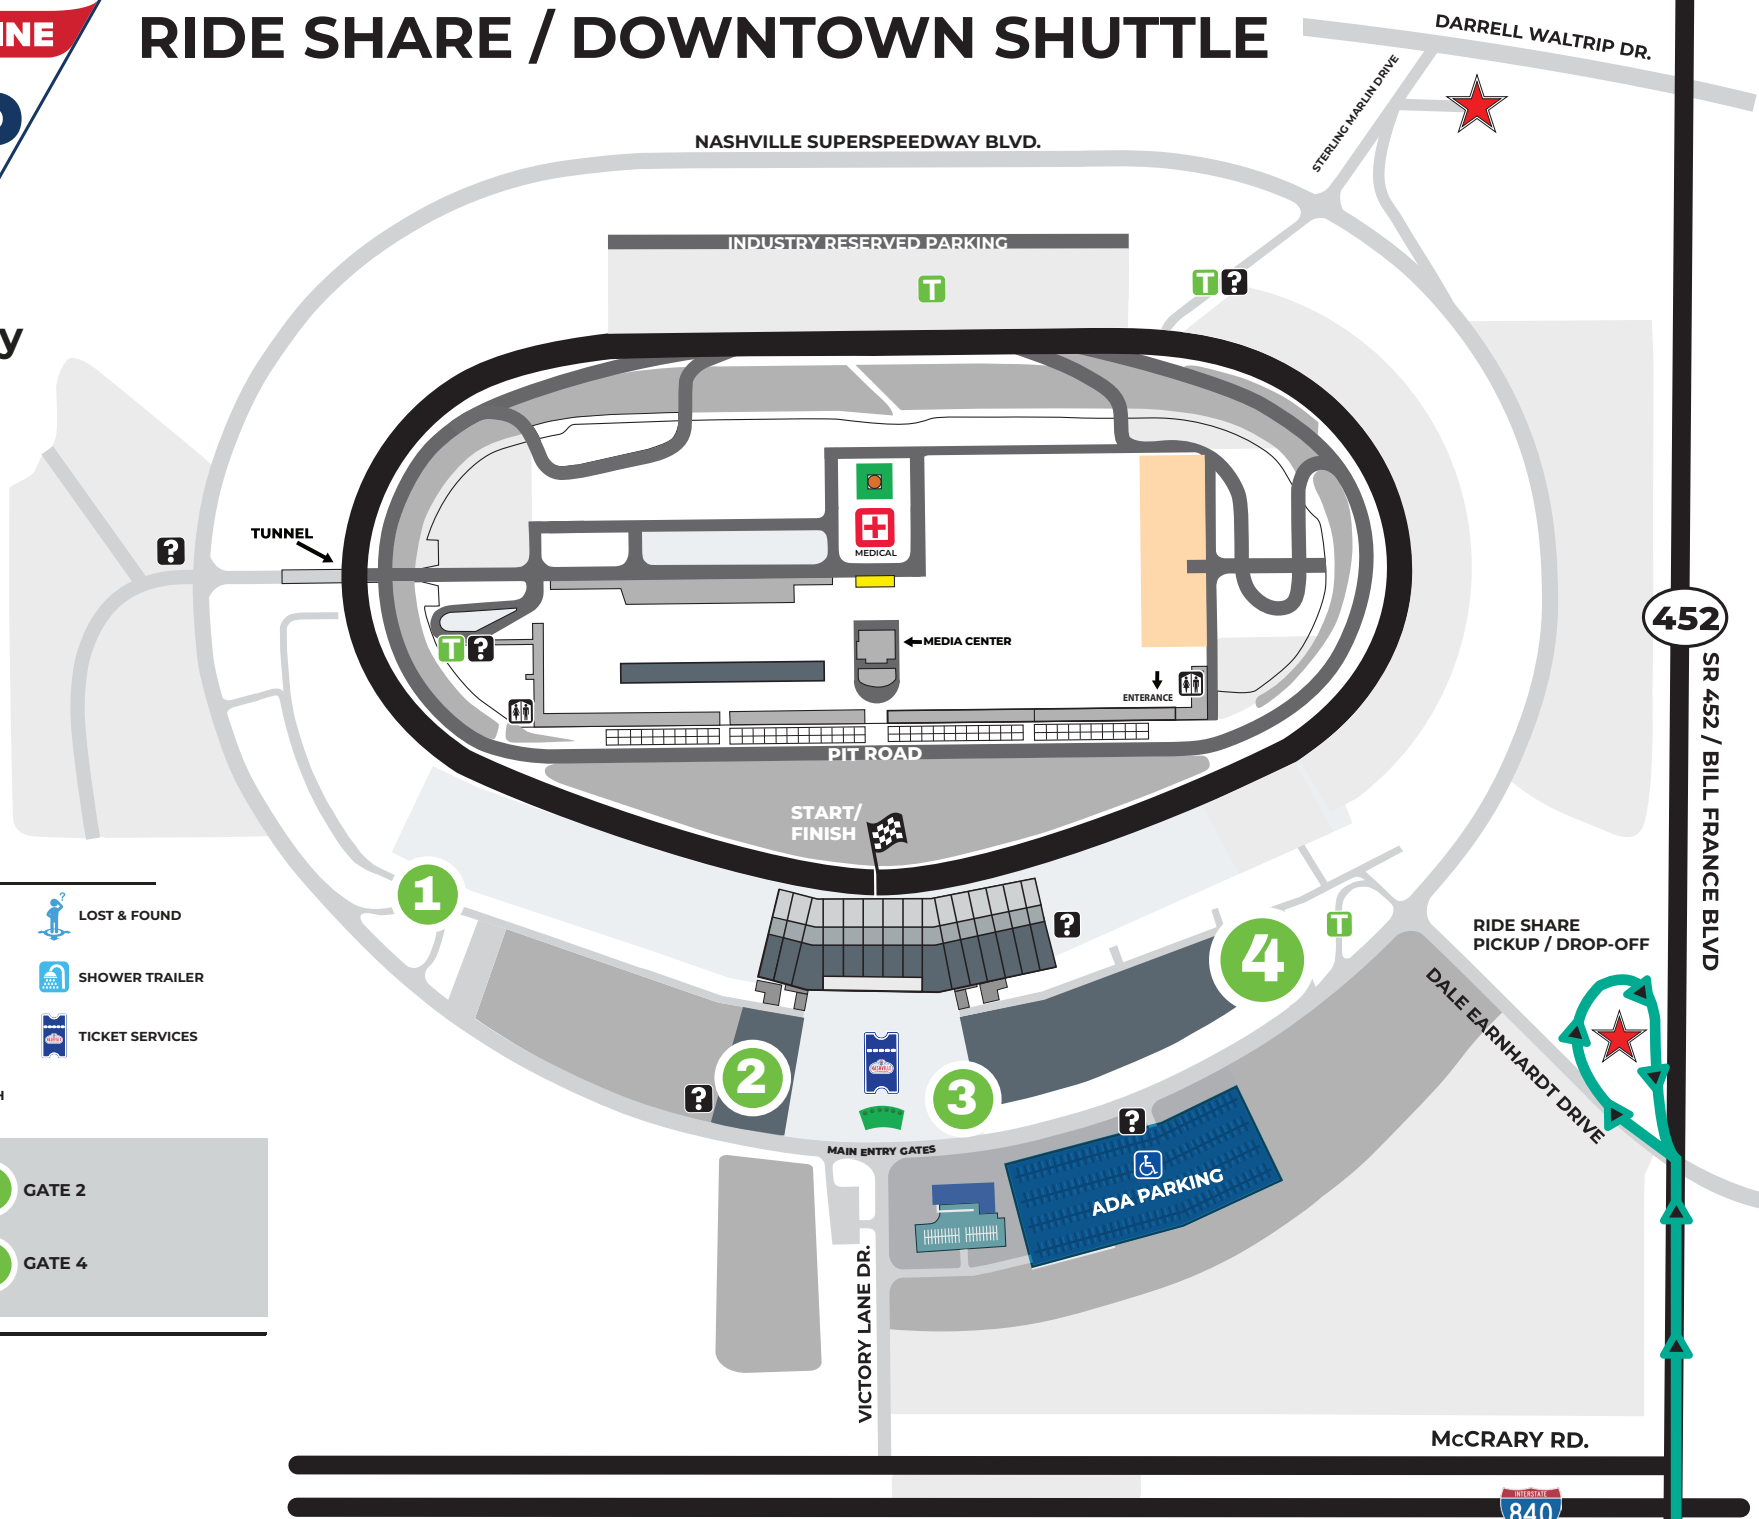 INE
RIDE SHARE / DOWNTOWN SHUTTLE
DARRELL WALTRIP DR.
STERLING MARLIN DRIVE
NASHVILLE SUPERSPEEDWAY BLVD.
INDUSTRY RESERVED PARKING
T
T ?
y
TUNNEL
?
MEDICAL
MEDIA CENTER
T ?
ENTERANCE
452
SR 452 / BILL FRANCE BLVD
PIT ROAD
START/
FINISH
1
?
4
T
LOST & FOUND
SHOWER TRAILER
TICKET SERVICES
RIDE SHARE
PICKUP / DROP-OFF
DALE EARNHARDT DRIVE
2
?
NASHVILLE
3
?
MAIN ENTRY GATES
ADA PARKING
H
GATE 2
GATE 4
VICTORY LANE DR.
McCRARY RD.
INTERSTATE
840